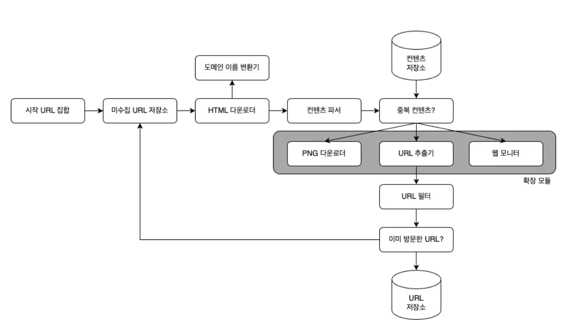 컨텐츠
저장소
도메인 이름 변환기
시작 URL 집합
미수집 URL 저장소
HTML 다운로더
컨텐츠 파서
중복 컨텐츠?
PNG 다운로더
URL 추출기
웹 모니터
확장 모듈
URL 필터
이미 방문한 URL?
URL
저장소